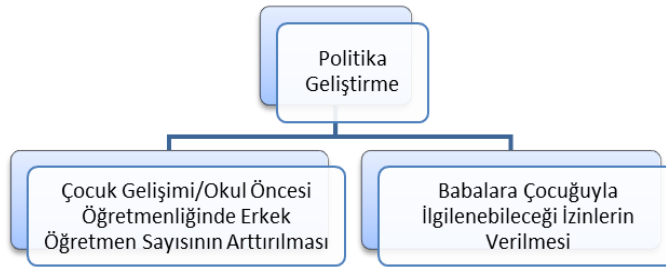 Politika
Geliştirme
Çocuk Gelişimi/Okul Öncesi
Öğretmenliğinde Erkek
Öğretmen Sayısının Arttırılması
Babalara Çocuğuyla
İlgilenebileceği İzinlerin
Verilmesi